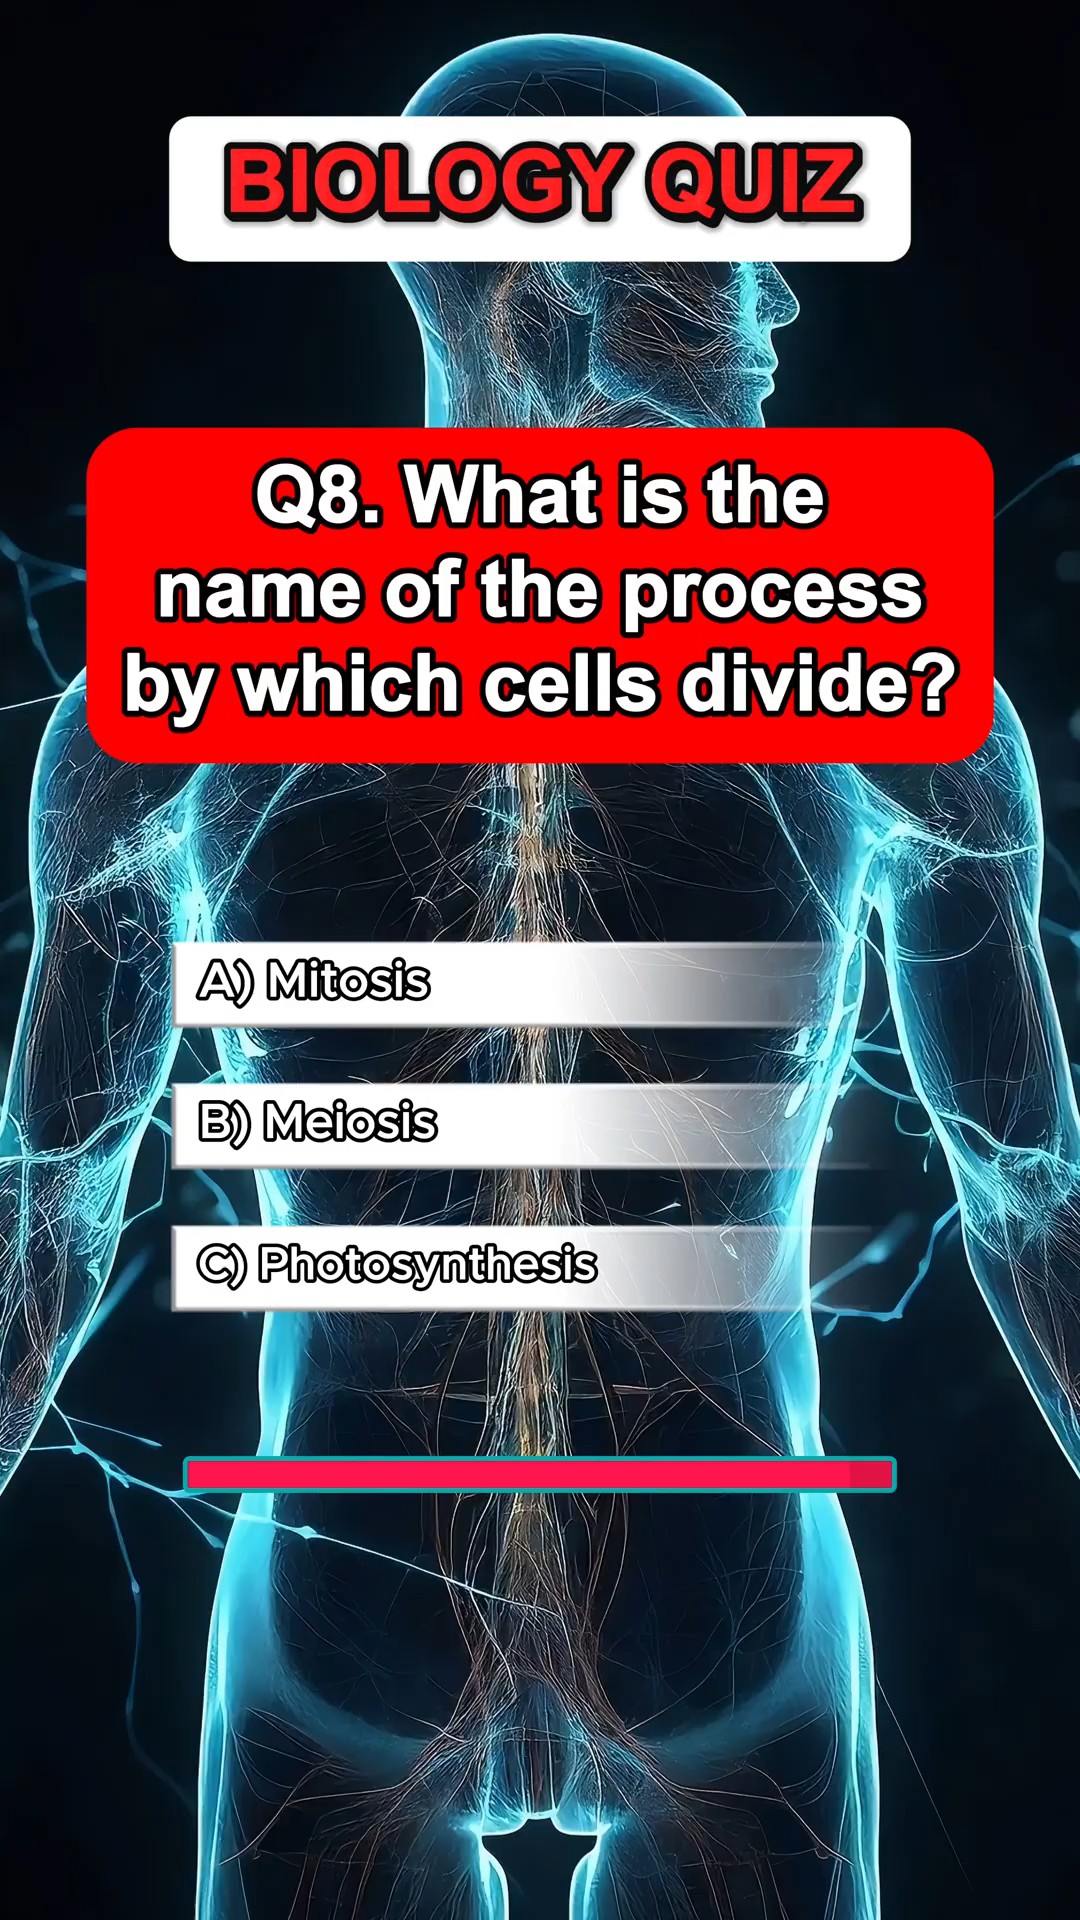 BIOLOGY QUIZ
Q8. What is the
name of the process
by which cells divide?
A) Mitosis
B) Meiosis
C) Photosynthesis